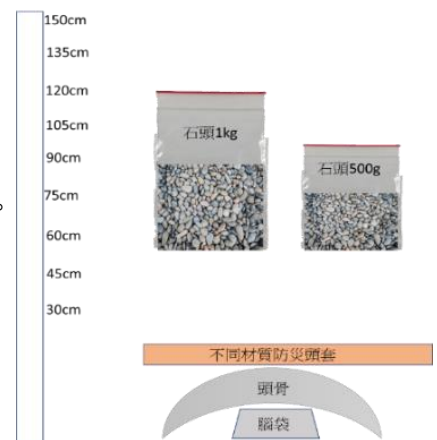 150cm
135cm
120cm
105cm
90cm
75cm
60cm
45cm
30cm
石頭1kg
石頭500g
。
不同材質防災頭套
頭骨
腦袋